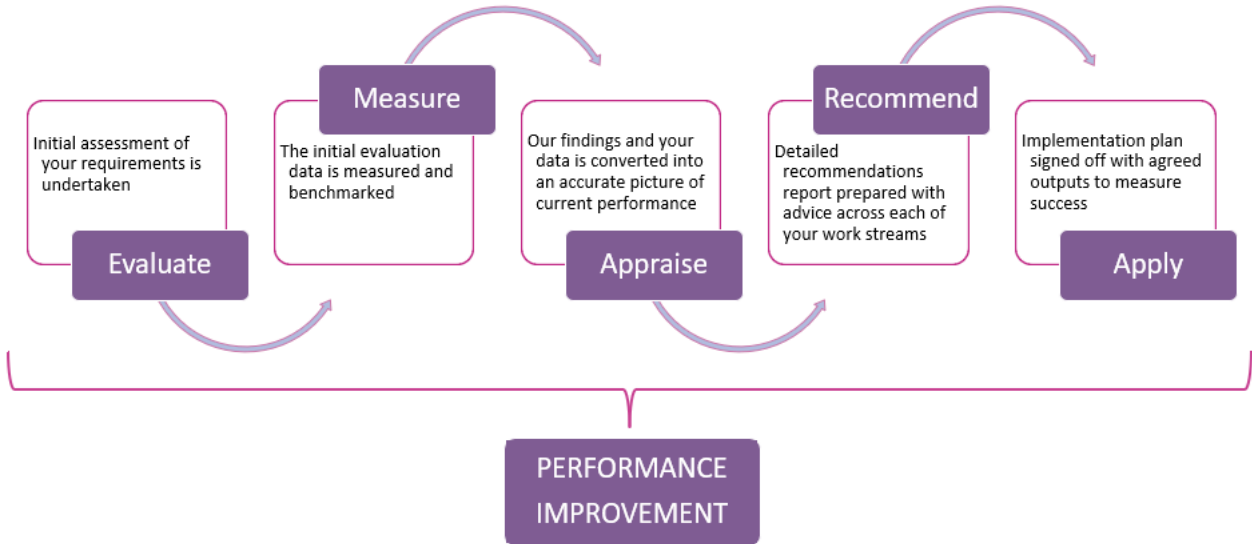 Evaluate
Initial assessment of
your requirements is
undertaken
Measure
The initial evaluation
data is measured and
benchmarked
Appraise
Our findings and your
data is converted into
an accurate picture of
current performance
Recommend
Detailed
recommendations
report prepared with
advice across each of
your work streams
Apply
Implementation plan
signed off with agreed
outputs to measure
success
PERFORMANCE
IMPROVEMENT